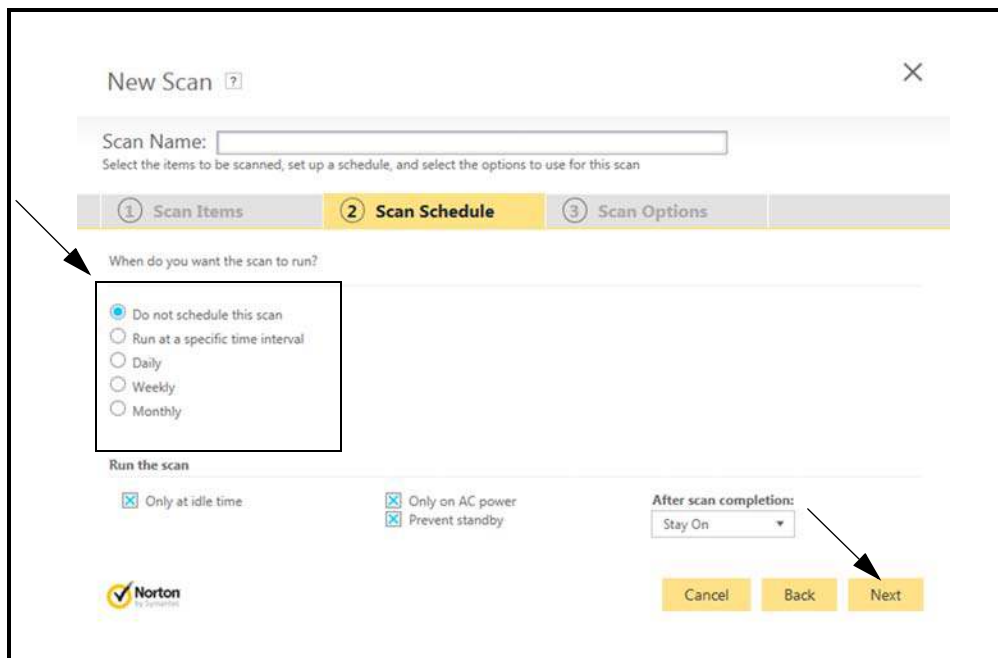 New Scan ?
Scan Name:
Select the items to be scanned, set up a schedule, and select the options to use for this scan
1 Scan Items
2 Scan Schedule
3 Scan Options
When do you want the scan to run?
Do not schedule this scan
Run at a specific time interval
Daily
Weekly
Monthly
Run the scan
Only at idle time
Only on AC power
Prevent standby
After scan completion:
Stay On
Norton
by Symantec
Cancel
Back
Next